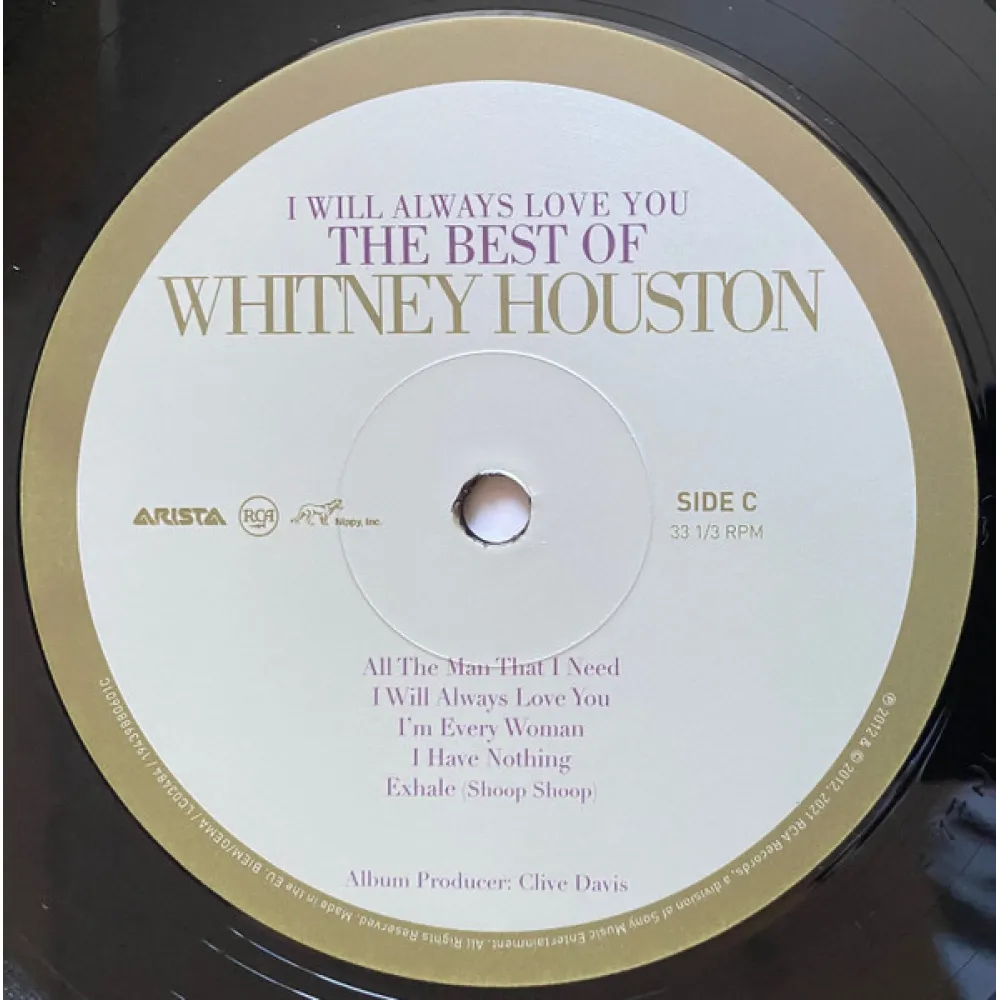 I WILL ALWAYS LOVE YOU
THE BEST OF
WHITNEY HOUSTON
ARISTA
RCA
Nippy, Inc.
SIDE C
33 1/3 RPM
All The Man That I Need
I Will Always Love You
I'm Every Woman
I Have Nothing
Exhale (Shoop Shoop)
Album Producer: Clive Davis
℗ 2012 & © 2012, 2021 RCA Records, a division of Sony Music Entertainment. All Rights Reserved. Made in the EU. BIEM/GEMA / LC03484 / 19439880601C